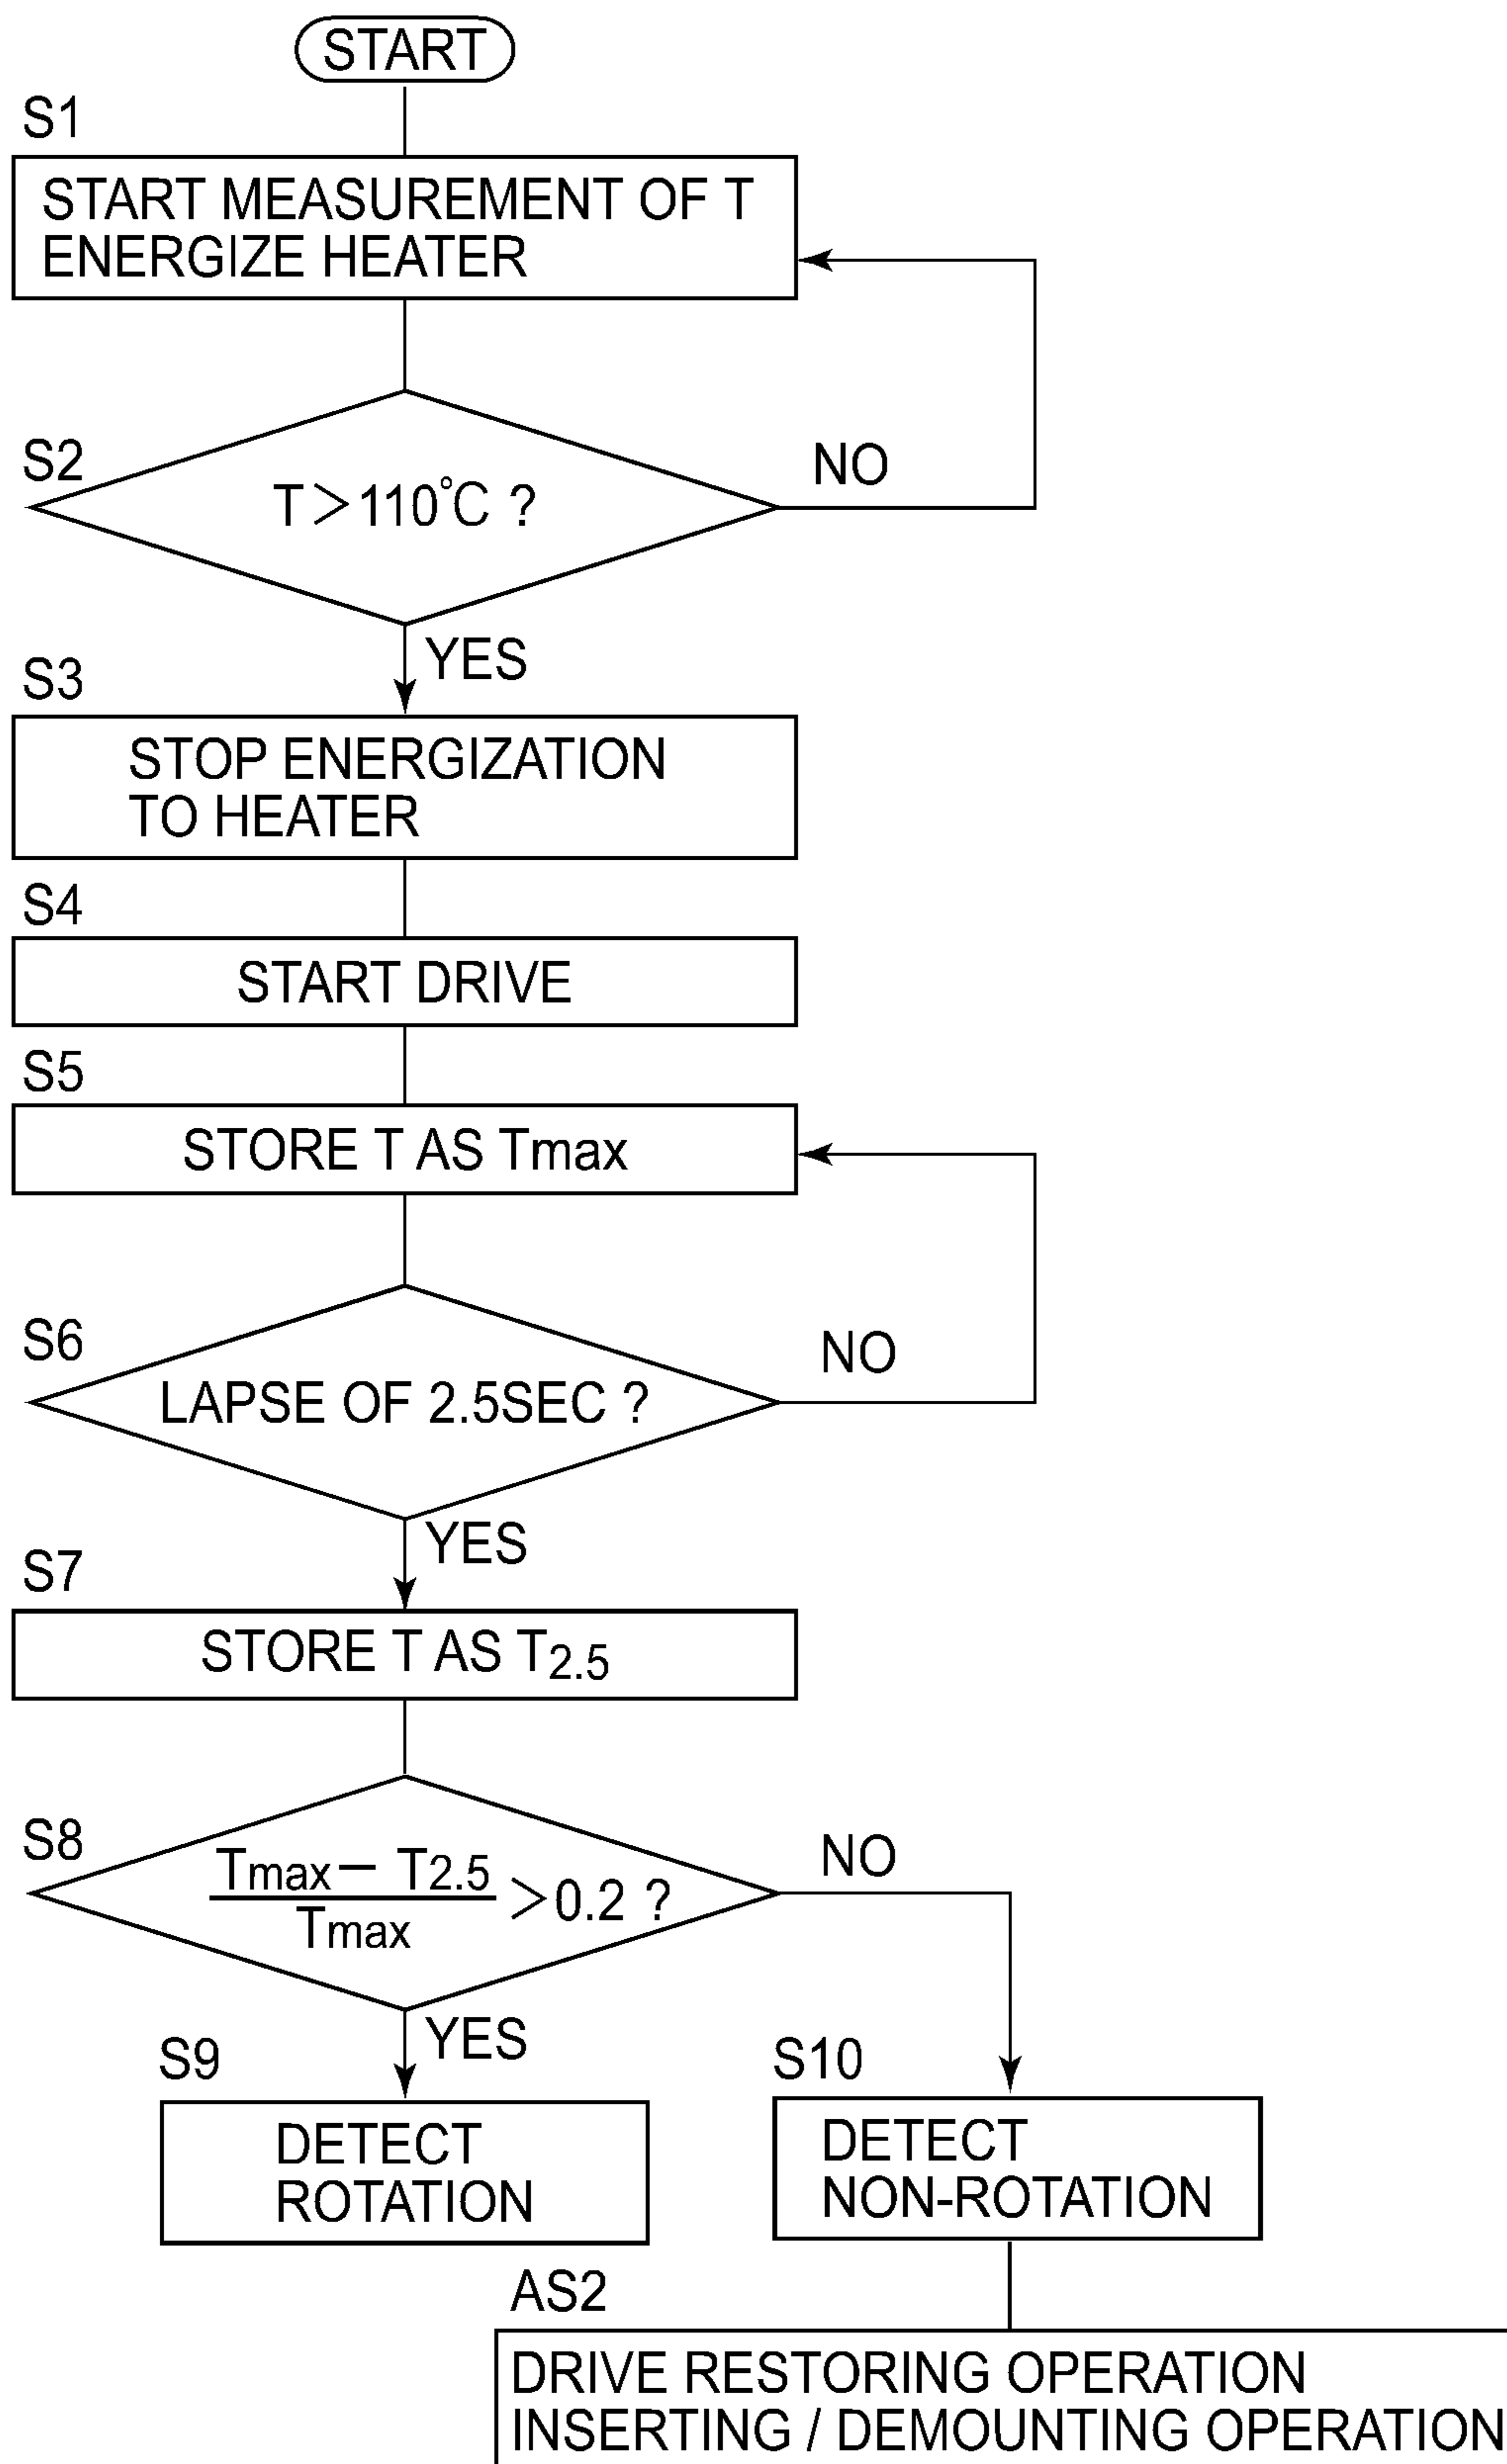 START
S1
START MEASUREMENT OF T
ENERGIZE HEATER
S2
T>110°C ?
NO
YES
S3
STOP ENERGIZATION
TO HEATER
S4
START DRIVE
S5
STORE T AS Tmax
S6
LAPSE OF 2.5SEC ?
NO
YES
S7
STORE T AS T2.5
S8
Tmax− T2.5
Tmax
>0.2 ?
NO
YES
S9
DETECT
ROTATION
S10
DETECT
NON-ROTATION
AS2
DRIVE RESTORING OPERATION
INSERTING / DEMOUNTING OPERATION